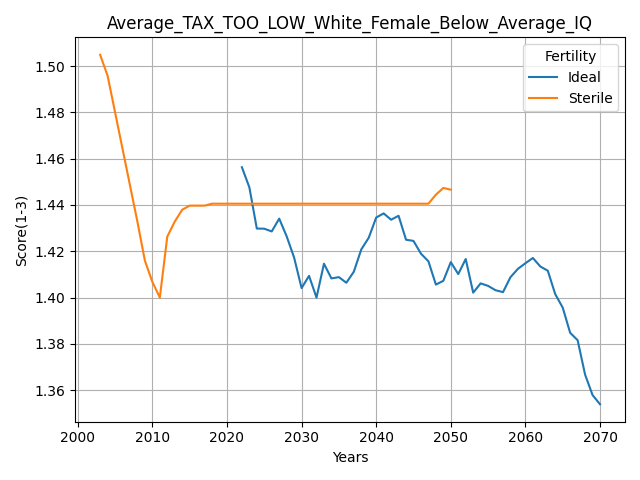 Average_TAX_TOO_LOW_White_Female_Below_Average_IQ
Fertility
Ideal
Sterile
Score(1-3)
1.50
1.48
1.46
1.44
1.42
1.40
1.38
1.36
2000 2010 2020 2030 2040 2050 2060 2070
Years